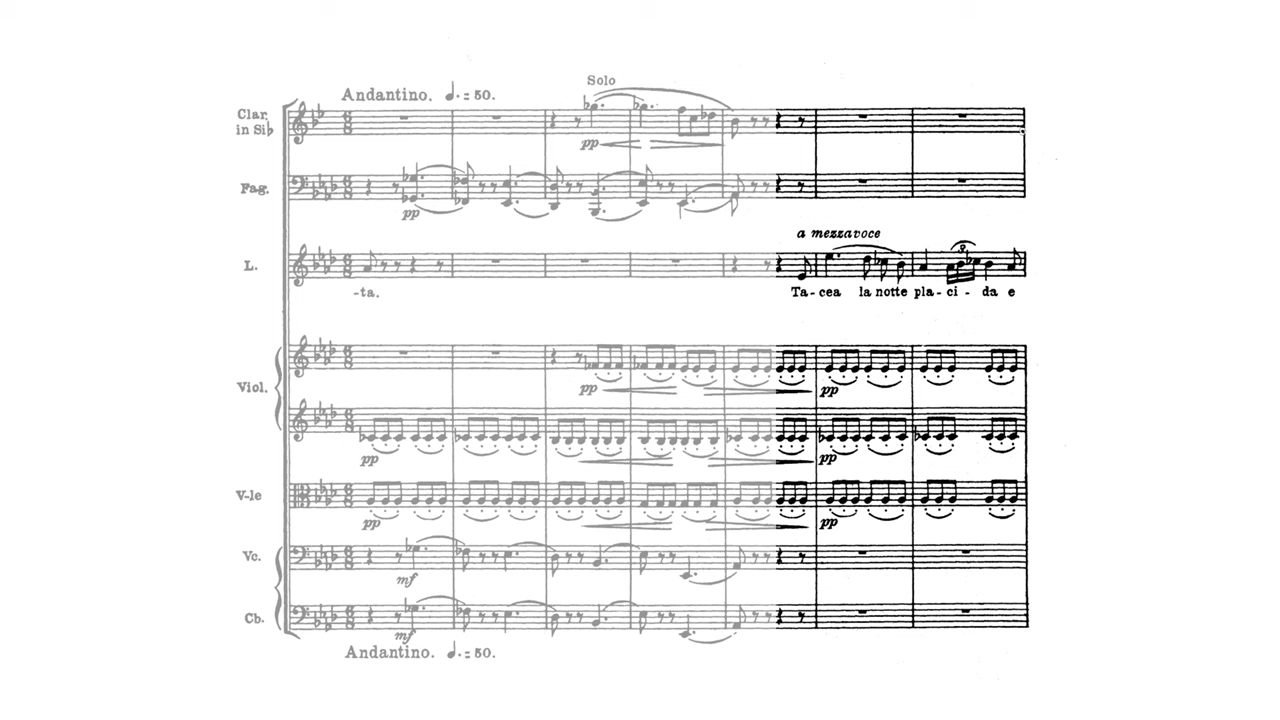 Solo
Andantino. ♩. = 50.
Clar.
in Si♭
pp
Fag.
pp
a mezzavoce
L.
-ta.
Ta-cea la notte pla-ci-da e
Viol.
pp
pp
pp
pp
V-le
pp
pp
Vc.
mf
Cb.
mf
Andantino. ♩. = 50.